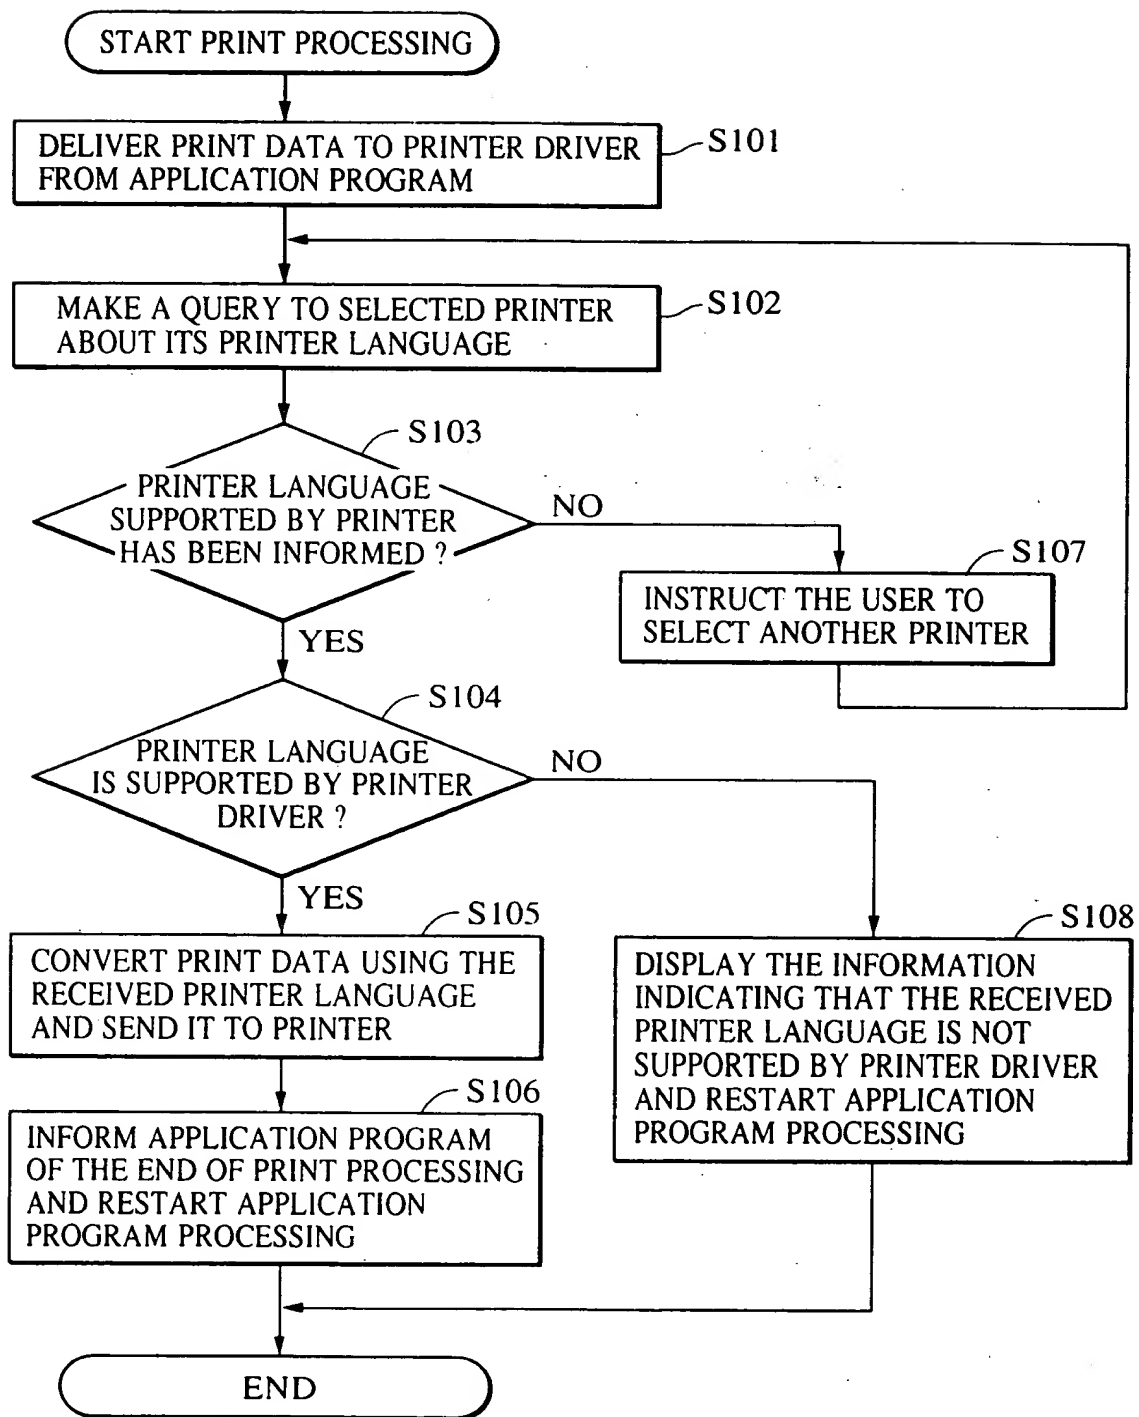 START PRINT PROCESSING
DELIVER PRINT DATA TO PRINTER DRIVER
FROM APPLICATION PROGRAM
S101
MAKE A QUERY TO SELECTED PRINTER
ABOUT ITS PRINTER LANGUAGE
S102
S103
PRINTER LANGUAGE
SUPPORTED BY PRINTER
HAS BEEN INFORMED ?
NO
YES
S107
INSTRUCT THE USER TO
SELECT ANOTHER PRINTER
S104
PRINTER LANGUAGE
IS SUPPORTED BY PRINTER
DRIVER ?
NO
YES
S105
CONVERT PRINT DATA USING THE
RECEIVED PRINTER LANGUAGE
AND SEND IT TO PRINTER
S108
DISPLAY THE INFORMATION
INDICATING THAT THE RECEIVED
PRINTER LANGUAGE IS NOT
SUPPORTED BY PRINTER DRIVER
AND RESTART APPLICATION
PROGRAM PROCESSING
S106
INFORM APPLICATION PROGRAM
OF THE END OF PRINT PROCESSING
AND RESTART APPLICATION
PROGRAM PROCESSING
END